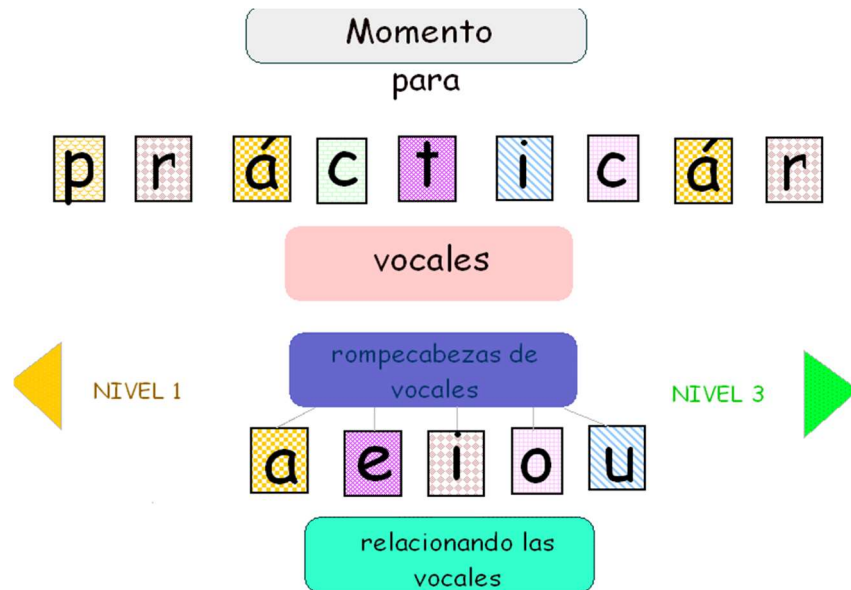 Momento
para
p r á c t i c á r
vocales
rompecabezas de
vocales
NIVEL 1
NIVEL 3
a e i o u
relacionando las
vocales